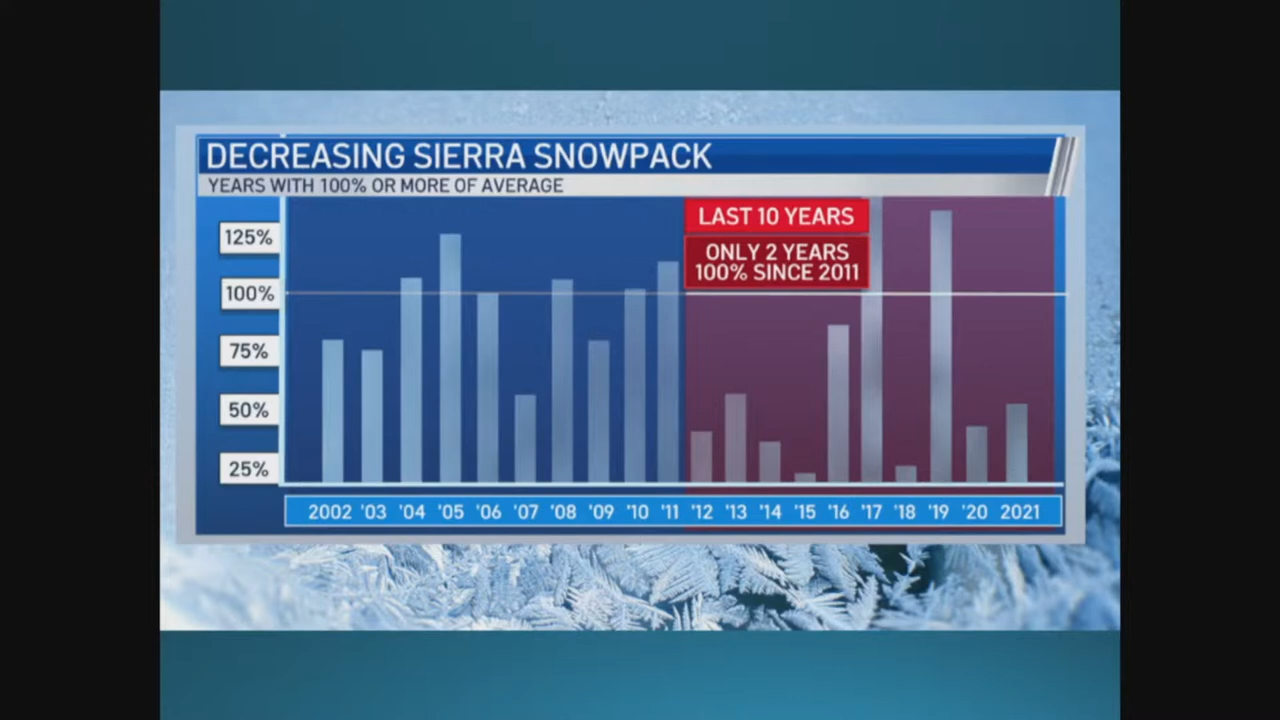 DECREASING SIERRA SNOWPACK
YEARS WITH 100% OR MORE OF AVERAGE
LAST 10 YEARS
ONLY 2 YEARS
100% SINCE 2011
125%
100%
75%
50%
25%
2002 '03 '04 '05 '06 '07 '08 '09 '10 '11 '12 '13 '14 '15 '16 '17 '18 '19 '20 2021